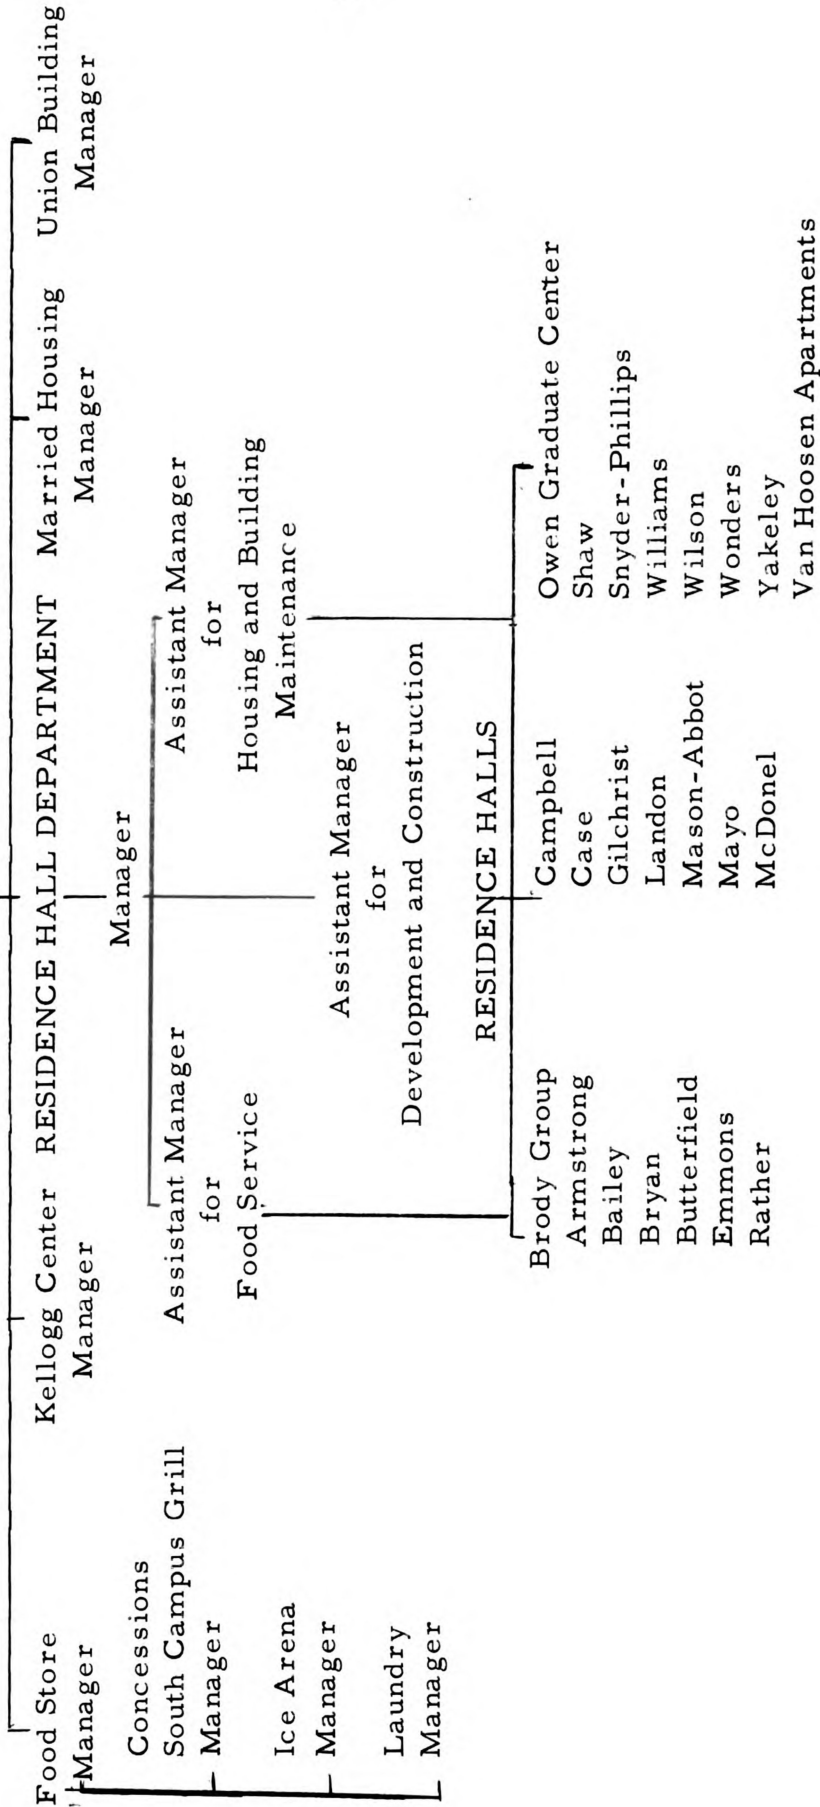 Food Store
Manager
Concessions
South Campus Grill
Manager
Ice Arena
Manager
Laundry
Manager
Kellogg Center
Manager
RESIDENCE HALL DEPARTMENT
Manager
Married Housing
Manager
Union Building
Manager
Assistant Manager
for
Food Service
Assistant Manager
for
Housing and Building
Maintenance
Assistant Manager
for
Development and Construction
RESIDENCE HALLS
Brody Group
Armstrong
Bailey
Bryan
Butterfield
Emmons
Rather
Campbell
Case
Gilchrist
Landon
Mason-Abbot
Mayo
McDonel
Owen Graduate Center
Shaw
Snyder-Phillips
Williams
Wilson
Wonders
Yakeley
Van Hoosen Apartments